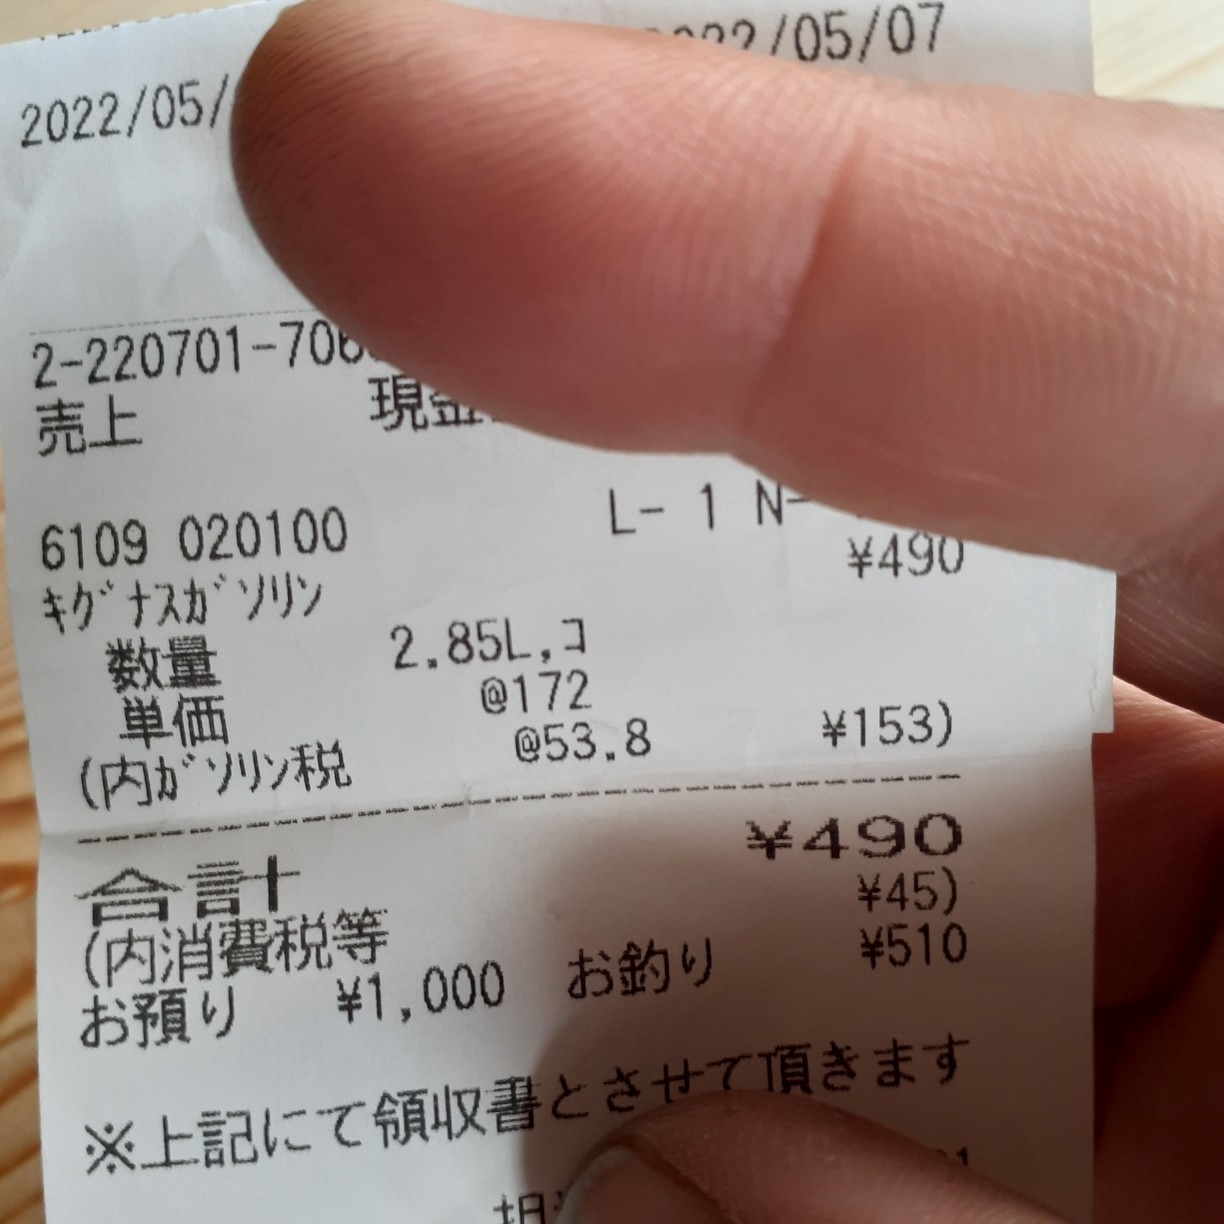 /05/07
2022/05/
2-220701-706
売上 現金
6109 020100 L- 1 N-
キグナスガソリン ¥490
数量 2.85L,コ
単価 @172
(内ガソリン税 @53.8 ¥153)
合計 ¥490
(内消費税等 ¥45)
お預り ¥1,000 お釣り ¥510
※上記にて領収書とさせて頂きます